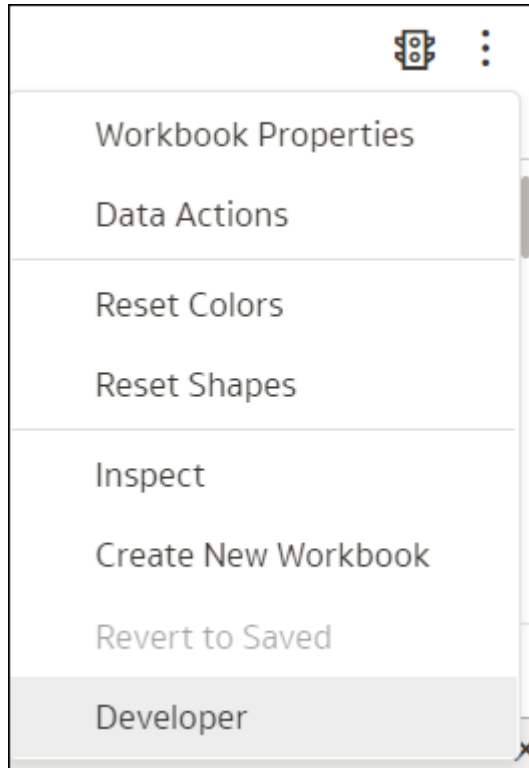 Workbook Properties
Data Actions
Reset Colors
Reset Shapes
Inspect
Create New Workbook
Revert to Saved
Developer